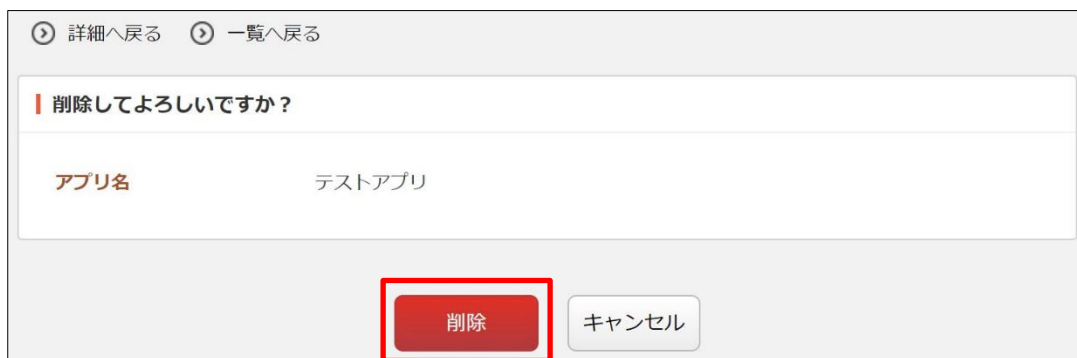 詳細へ戻る 一覧へ戻る
削除してよろしいですか？
アプリ名 テストアプリ
削除 キャンセル